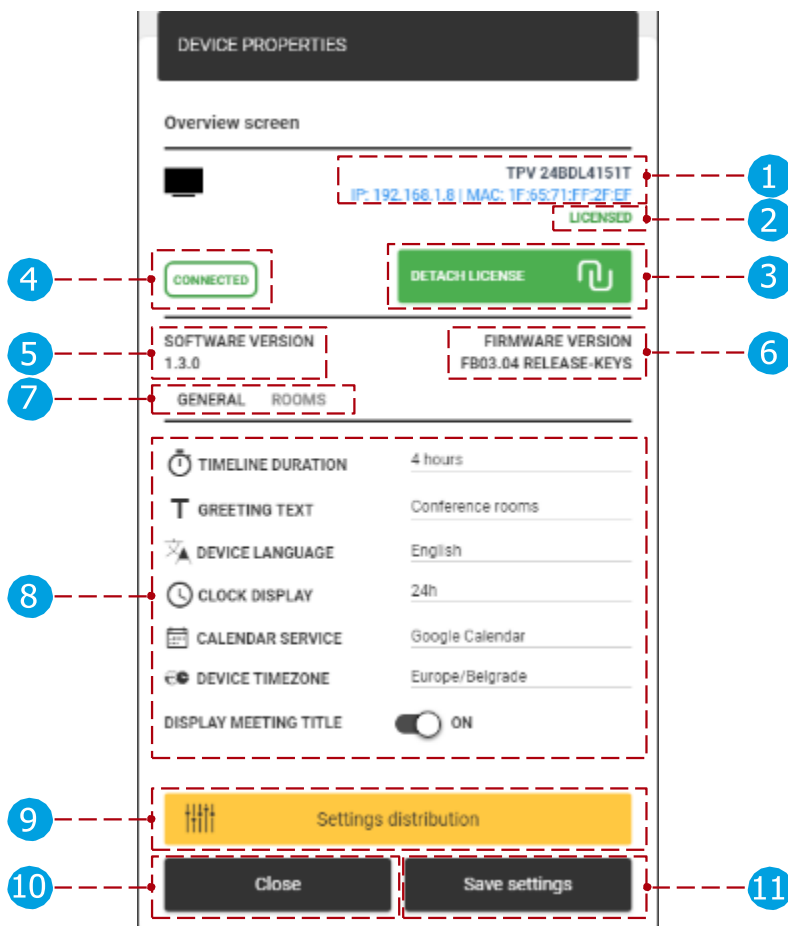 DEVICE PROPERTIES
Overview screen
TPV 24BDL4151T
1
IP: 192.168.1.8 | MAC: 1F:65:71:FF:2F:EF
LICENSED
2
4
CONNECTED
DETACH LICENSE
3
SOFTWARE VERSION
FIRMWARE VERSION
5
6
1.3.0
FB03.04 RELEASE-KEYS
7
GENERAL ROOMS
TIMELINE DURATION 4 hours
GREETING TEXT Conference rooms
DEVICE LANGUAGE English
8
CLOCK DISPLAY 24h
CALENDAR SERVICE Google Calendar
DEVICE TIMEZONE Europe/Belgrade
DISPLAY MEETING TITLE ON
9
Settings distribution
10
Close
Save settings
11